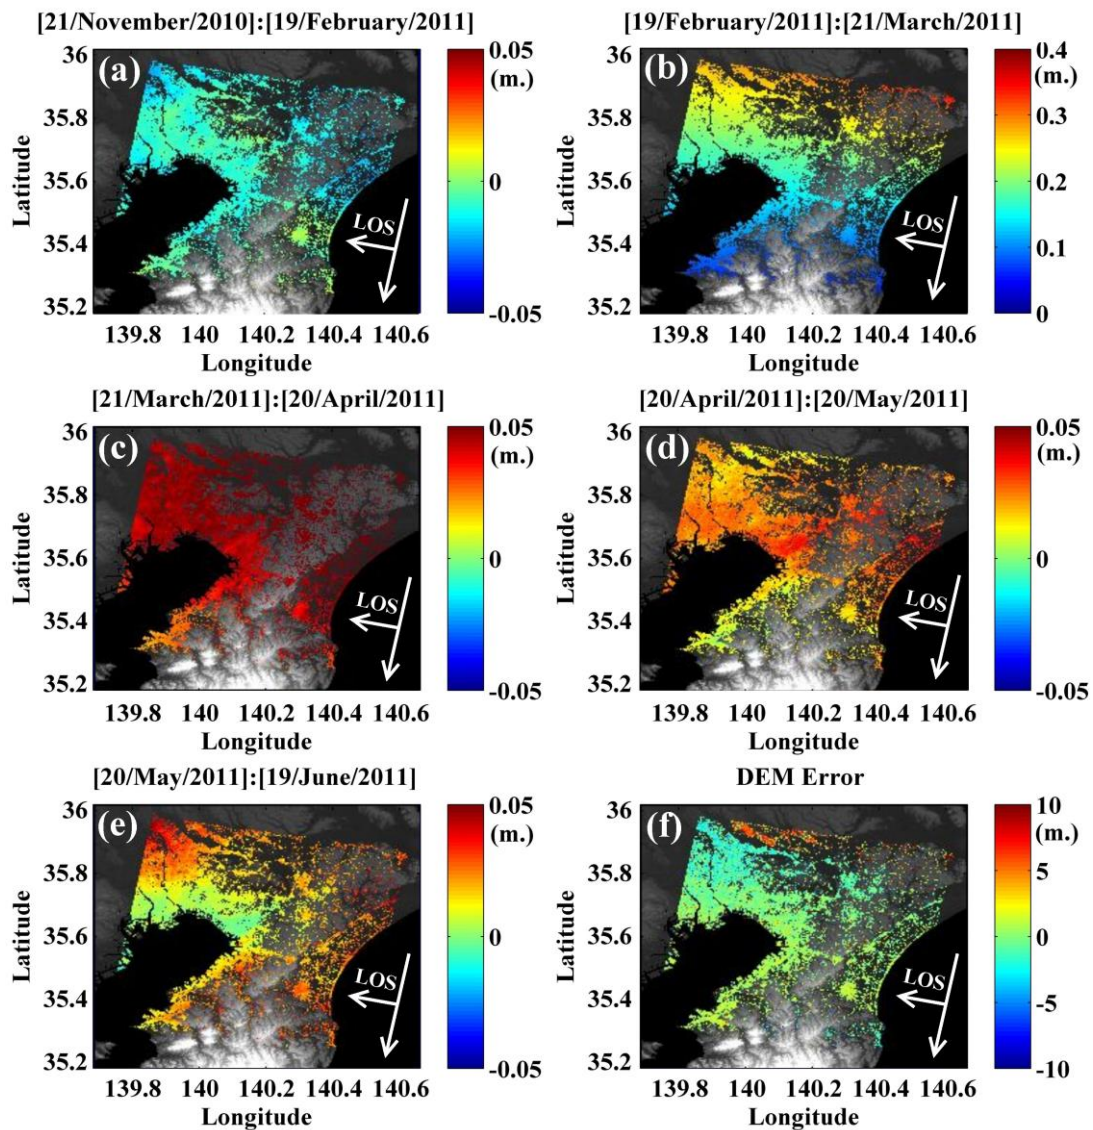 [21/November/2010]:[19/February/2011]
36
35.8
35.6
35.4
35.2
Latitude
(a)
LOS
139.8 140 140.2 140.4 140.6
Longitude
0.05
(m.)
0
-0.05
[19/February/2011]:[21/March/2011]
36
35.8
35.6
35.4
35.2
Latitude
(b)
LOS
139.8 140 140.2 140.4 140.6
Longitude
0.4
(m.)
0.3
0.2
0.1
0
[21/March/2011]:[20/April/2011]
36
35.8
35.6
35.4
35.2
Latitude
(c)
LOS
139.8 140 140.2 140.4 140.6
Longitude
0.05
(m.)
0
-0.05
[20/April/2011]:[20/May/2011]
36
35.8
35.6
35.4
35.2
Latitude
(d)
LOS
139.8 140 140.2 140.4 140.6
Longitude
0.05
(m.)
0
-0.05
[20/May/2011]:[19/June/2011]
36
35.8
35.6
35.4
35.2
Latitude
(e)
LOS
139.8 140 140.2 140.4 140.6
Longitude
0.05
(m.)
0
-0.05
DEM Error
36
35.8
35.6
35.4
35.2
Latitude
(f)
LOS
139.8 140 140.2 140.4 140.6
Longitude
10
(m.)
5
0
-5
-10